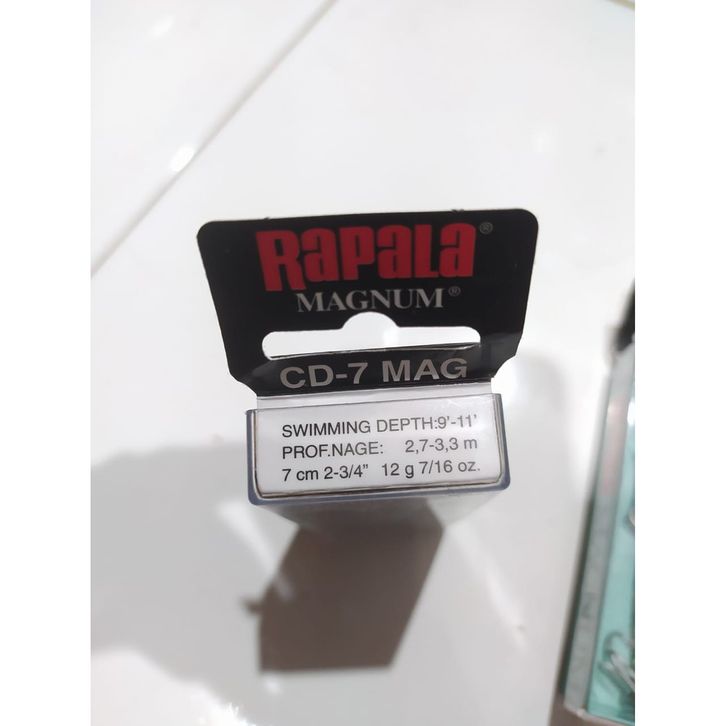 RAPALA®
MAGNUM®
CD-7 MAG
SWIMMING DEPTH:9'-11'
PROF.NAGE: 2,7-3,3 m
7 cm 2-3/4" 12 g 7/16 oz.